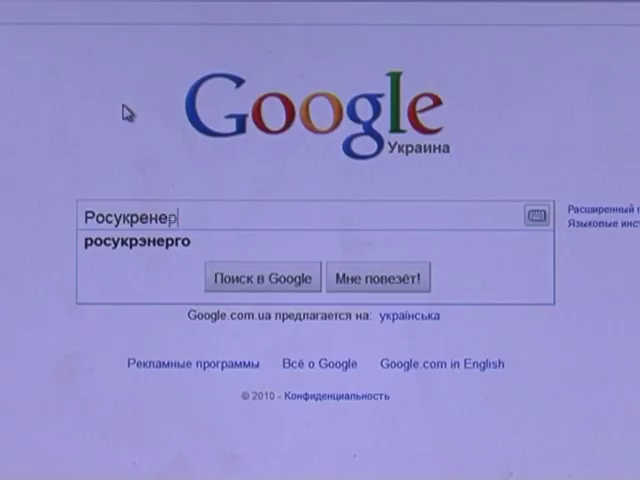 Google
Украина
Росукренер
Расширенный
росукрэнерго
Языковые
Поиск в Google Мне повезёт!
Google.com.ua предлагается на: українська
Рекламные программы Всё о Google Google.com in English
© 2010 - Конфиденциальность